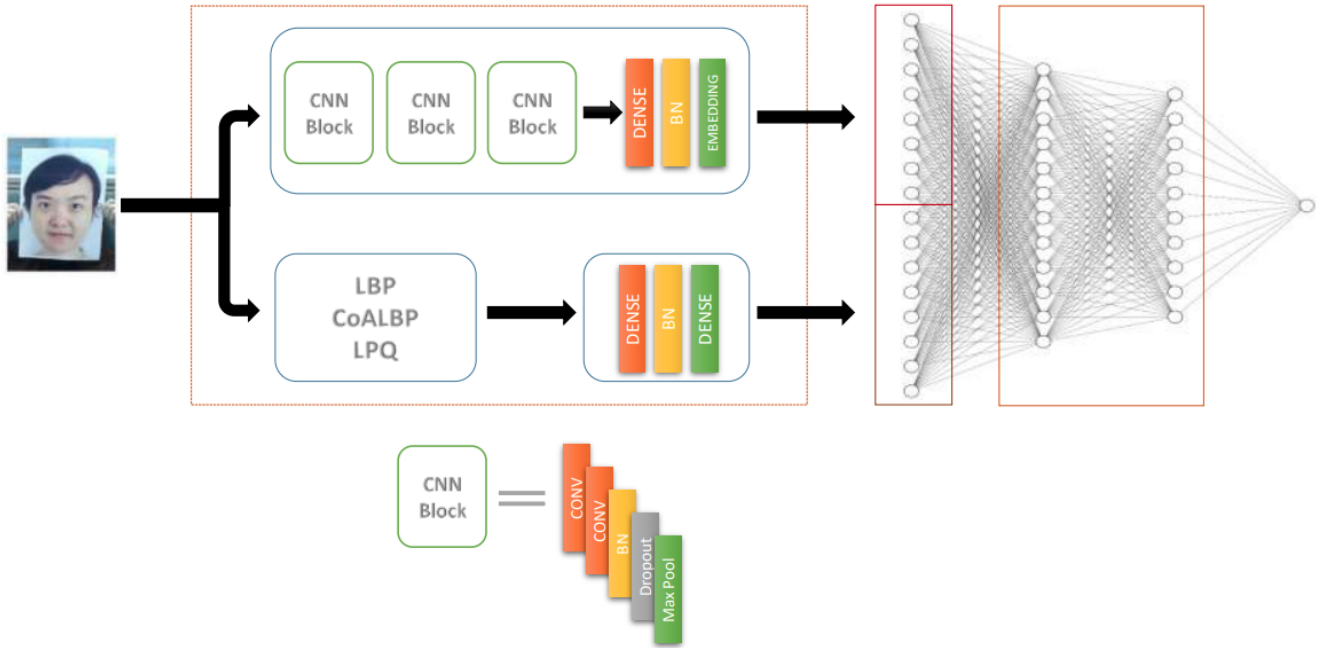 CNN
Block
CNN
Block
CNN
Block
DENSE
BN
EMBEDDING
LBP
CoALBP
LPQ
DENSE
BN
DENSE
CNN
Block
CONV
CONV
BN
Dropout
Max Pool